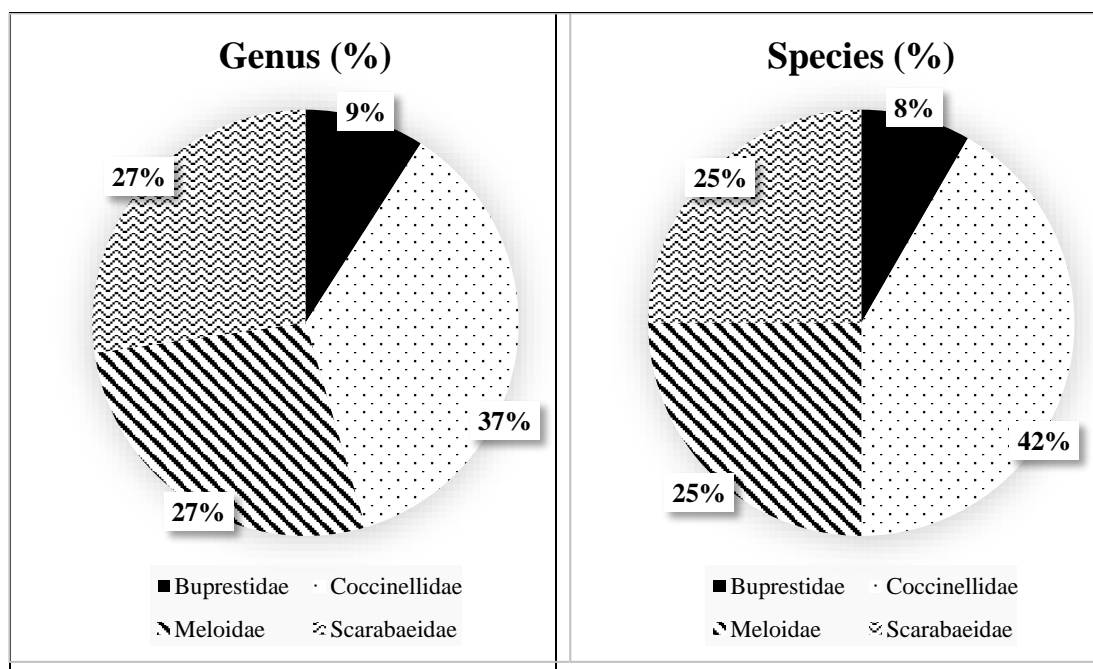 Genus (%)
9%
27%
37%
27%
Buprestidae Coccinellidae
Meloidae Scarabaeidae
Species (%)
8%
25%
42%
25%
Buprestidae Coccinellidae
Meloidae Scarabaeidae